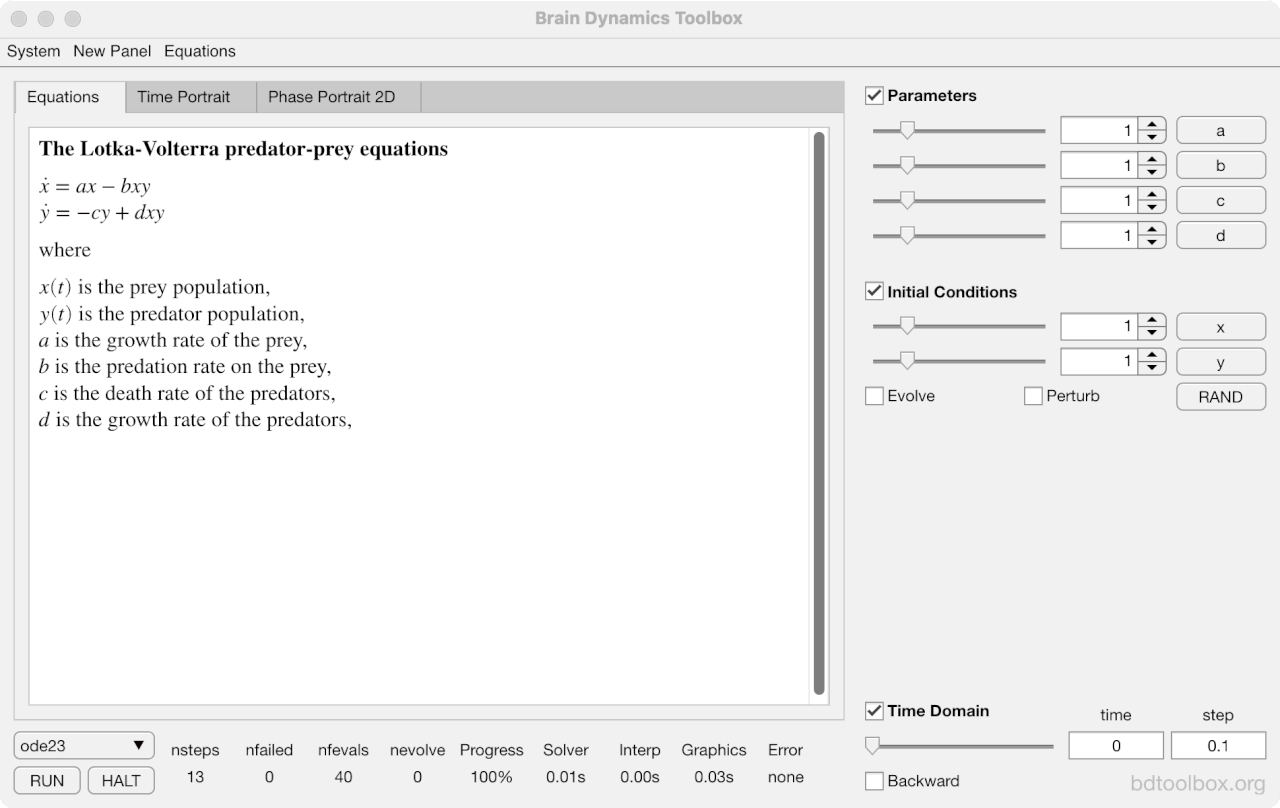 Brain Dynamics Toolbox
System New Panel Equations
Equations Time Portrait Phase Portrait 2D
The Lotka-Volterra predator-prey equations
ẋ = ax − bxy
ẏ = −cy + dxy
where
x(t) is the prey population,
y(t) is the predator population,
a is the growth rate of the prey,
b is the predation rate on the prey,
c is the death rate of the predators,
d is the growth rate of the predators,
Parameters
1 a
1 b
1 c
1 d
Initial Conditions
1 x
1 y
Evolve Perturb RAND
Time Domain time step
0 0.1
Backward
bdtoolbox.org
ode23 nsteps nfailed nfevals nevolve Progress Solver Interp Graphics Error
RUN HALT 13 0 40 0 100% 0.01s 0.00s 0.03s none